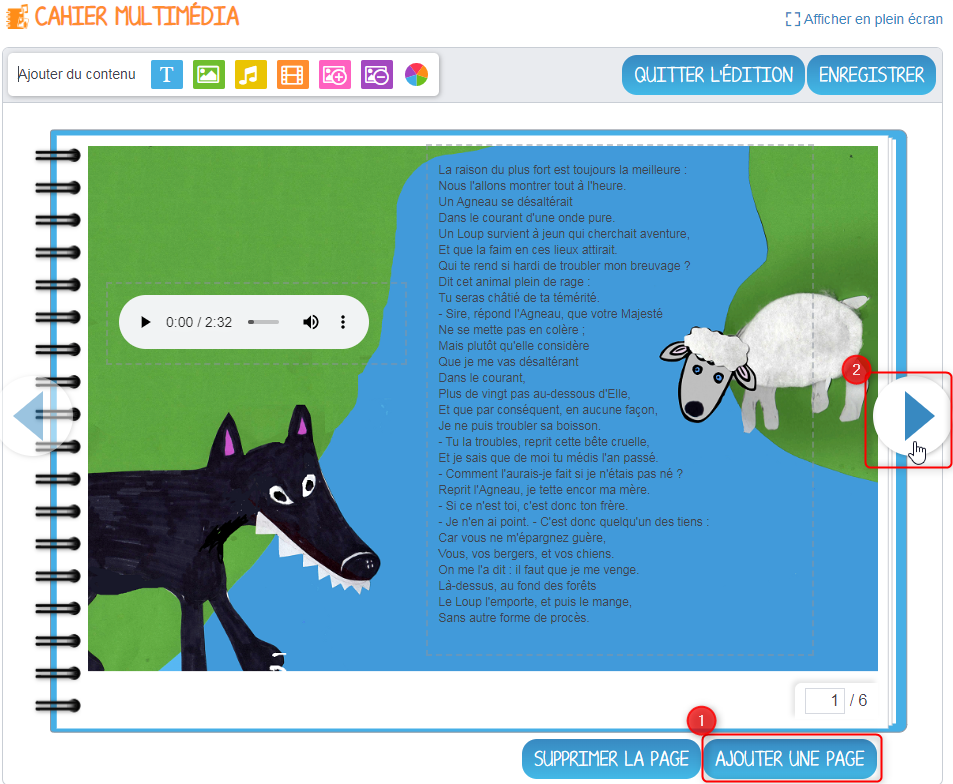 CAHIER MULTIMÉDIA
Afficher en plein écran
Ajouter du contenu
T
QUITTER L'ÉDITION
ENREGISTRER
La raison du plus fort est toujours la meilleure :
Nous l'allons montrer tout à l'heure.
Un Agneau se désaltérait
Dans le courant d'une onde pure.
Un Loup survient à jeun qui cherchait aventure,
Et que la faim en ces lieux attirait.
Qui te rend si hardi de troubler mon breuvage ?
Dit cet animal plein de rage :
Tu seras châtié de ta témérité.
- Sire, répond l'Agneau, que votre Majesté
Ne se mette pas en colère ;
Mais plutôt qu'elle considère
Que je me vas désaltérant
Dans le courant,
Plus de vingt pas au-dessous d'Elle,
Et que par conséquent, en aucune façon,
Je ne puis troubler sa boisson.
- Tu la troubles, reprit cette bête cruelle,
Et je sais que de moi tu médis l'an passé.
- Comment l'aurais-je fait si je n'étais pas né ?
Reprit l'Agneau, je tette encor ma mère.
- Si ce n'est toi, c'est donc ton frère.
- Je n'en ai point. - C'est donc quelqu'un des tiens :
Car vous ne m'épargnez guère,
Vous, vos bergers, et vos chiens.
On me l'a dit : il faut que je me venge.
Là-dessus, au fond des forêts
Le Loup l'emporte, et puis le mange,
Sans autre forme de procès.
0:00 / 2:32
2
1 / 6
1
SUPPRIMER LA PAGE
AJOUTER UNE PAGE